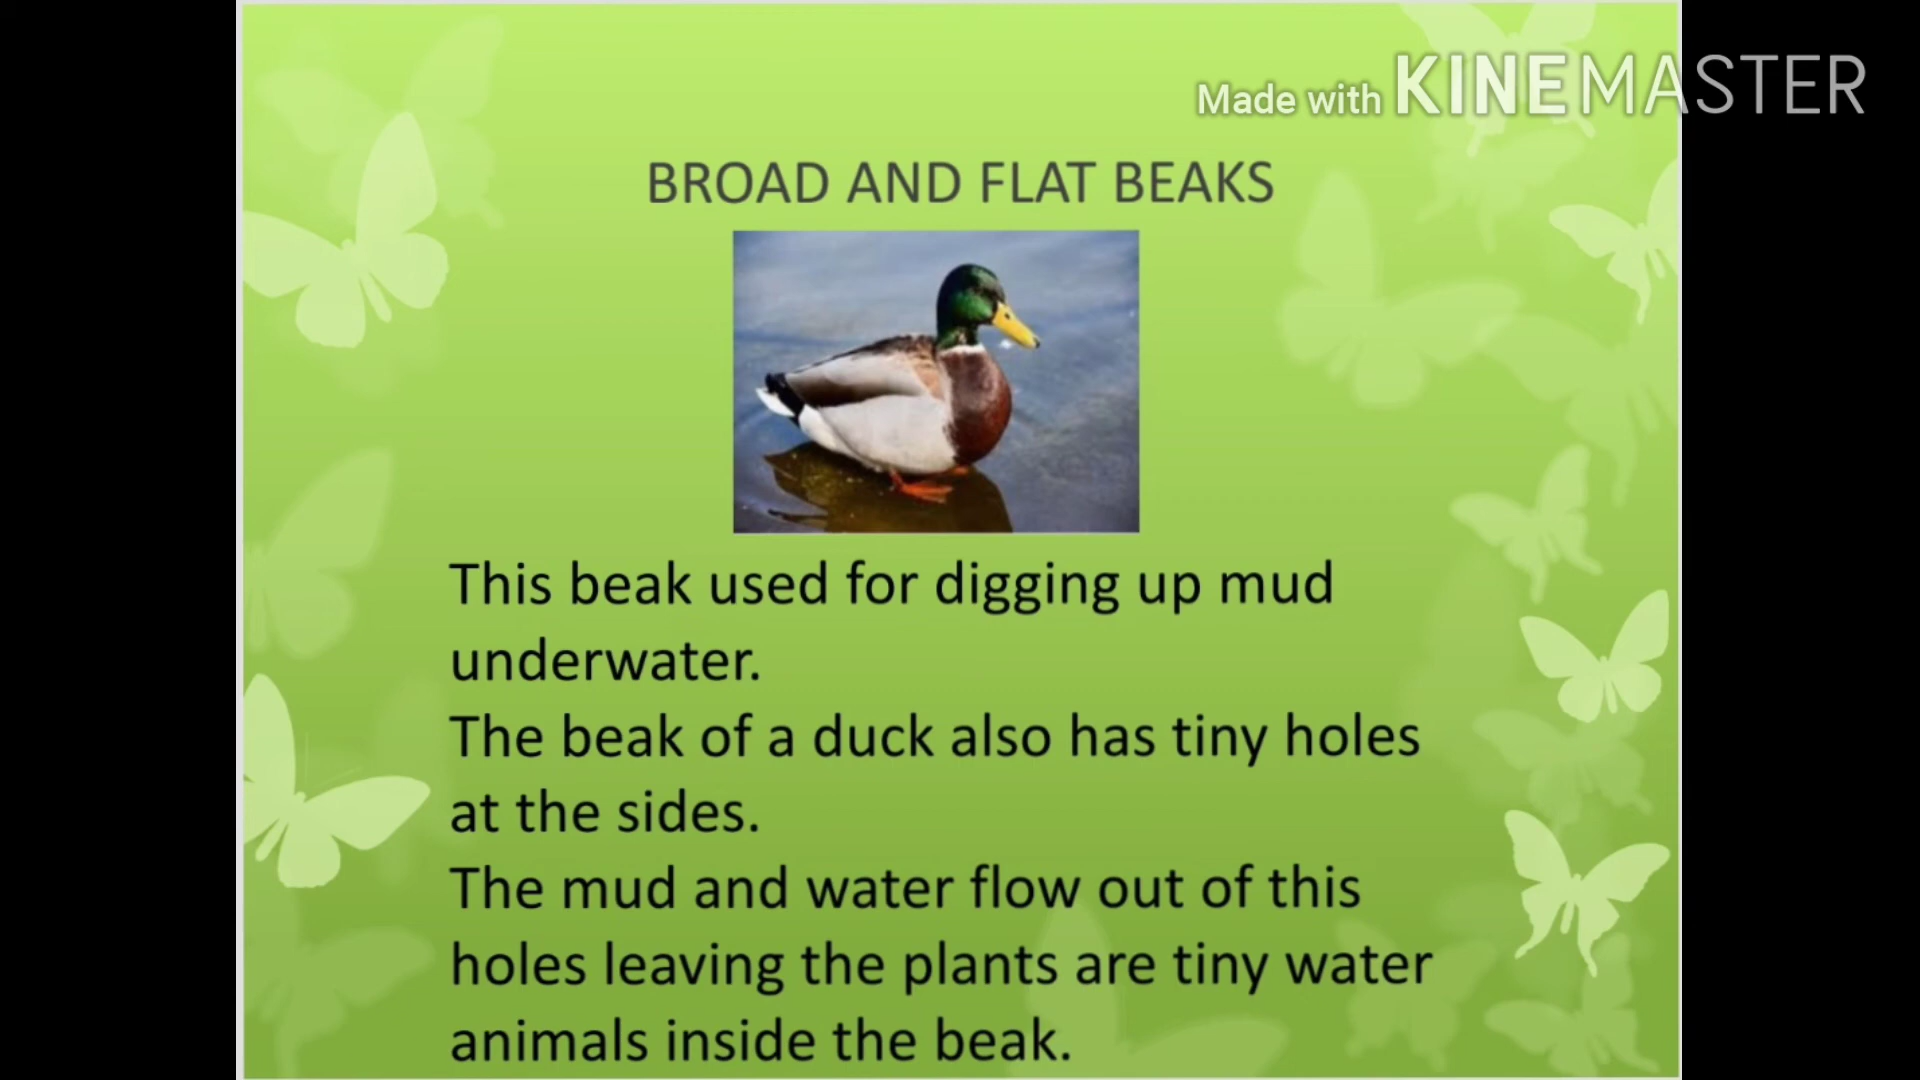 Made with KINEMASTER
BROAD AND FLAT BEAKS
This beak used for digging up mud
underwater.
The beak of a duck also has tiny holes
at the sides.
The mud and water flow out of this
holes leaving the plants are tiny water
animals inside the beak.